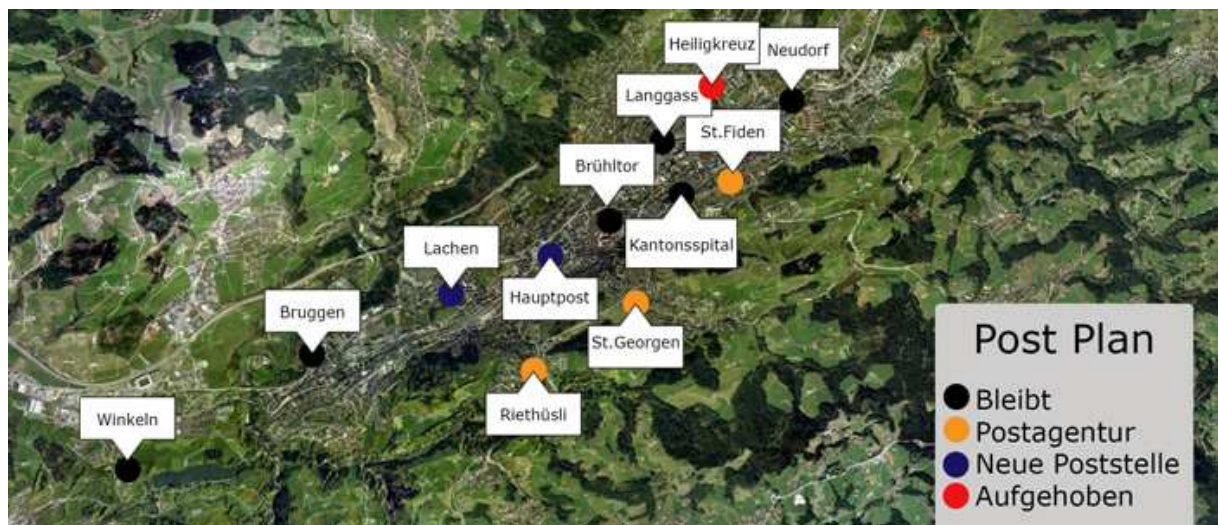 Heiligkreuz
Neudorf
Langgass
St.Fiden
Brühltor
Kantonsspital
Lachen
Hauptpost
Bruggen
St.Georgen
Riethüsli
Winkeln
Post Plan
Bleibt
Postagentur
Neue Poststelle
Aufgehoben